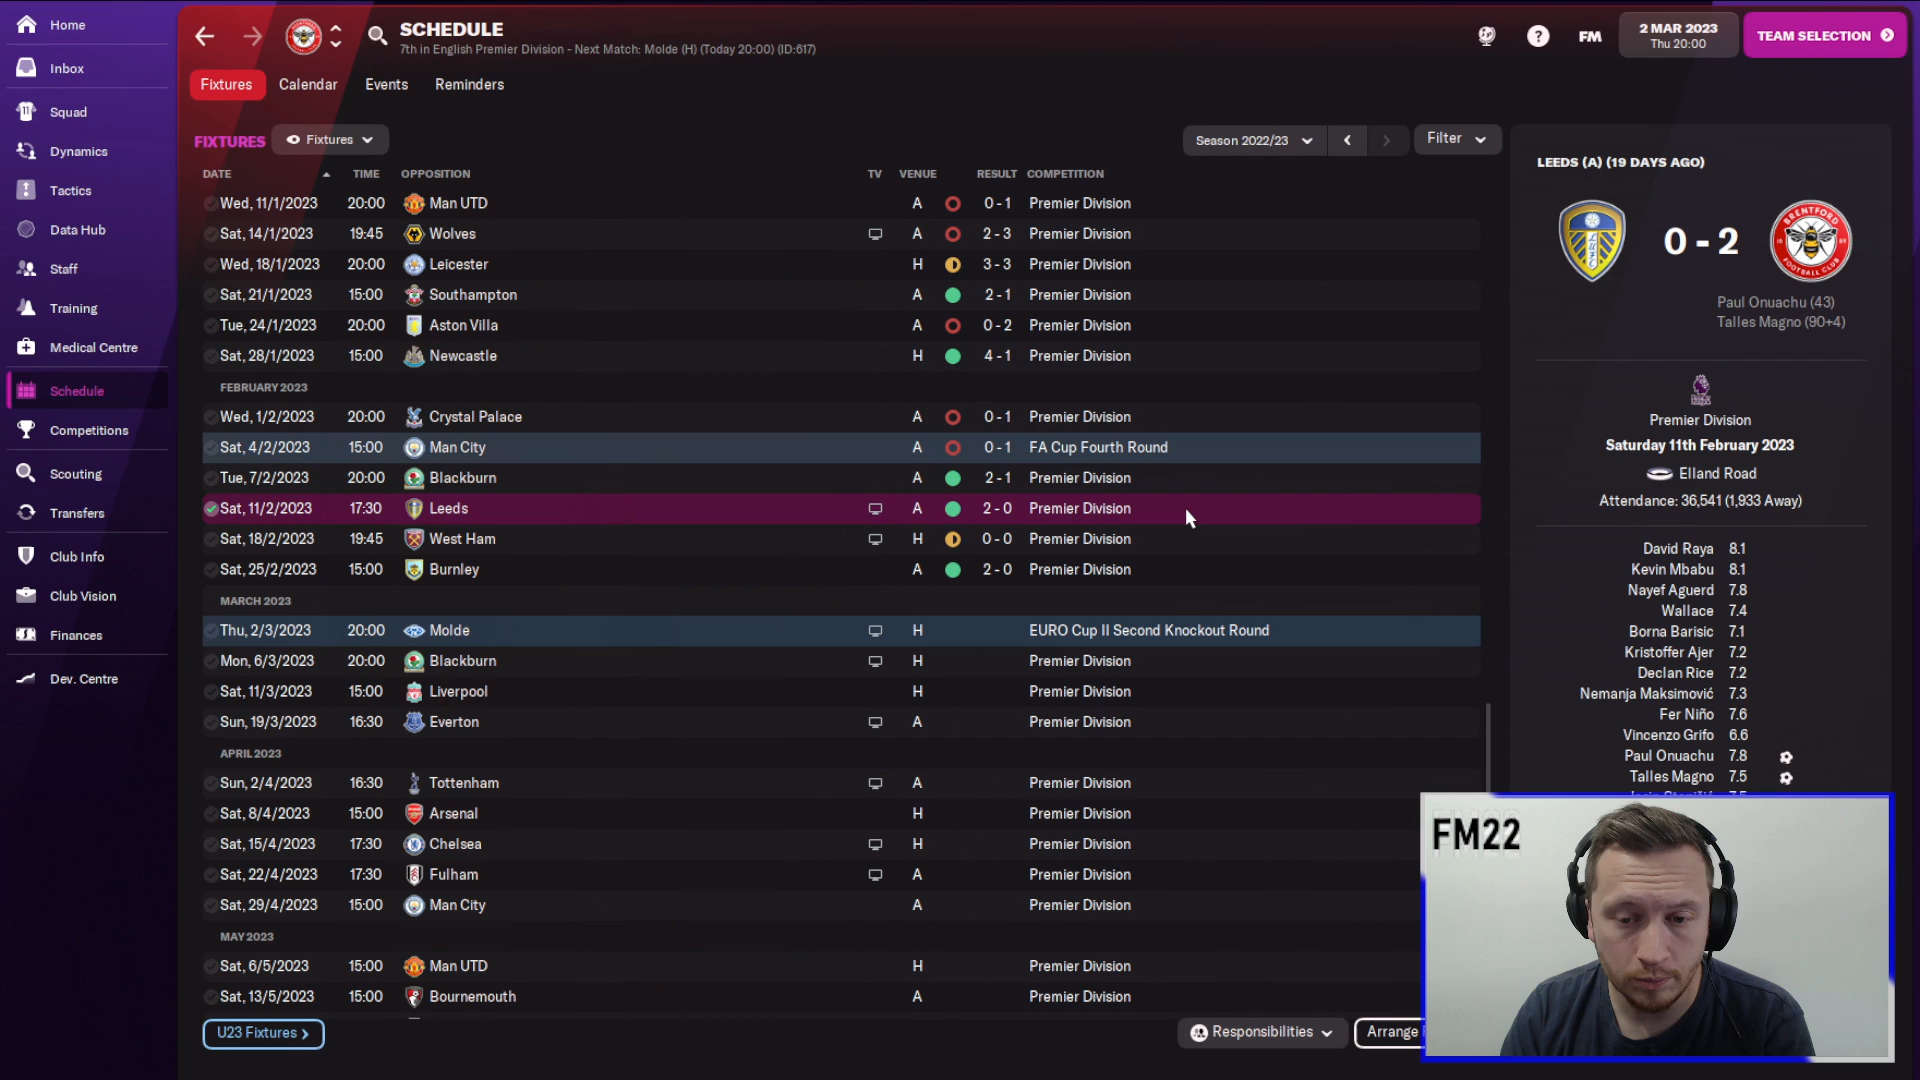 Home
Inbox
Squad
Dynamics
Tactics
Data Hub
Staff
Training
Medical Centre
Schedule
Competitions
Scouting
Transfers
Club Info
Club Vision
Finances
Dev. Centre
SCHEDULE
7th in English Premier Division - Next Match: Molde (H) (Today 20:00) (ID:617)
FM
2 MAR 2023
Thu 20:00
TEAM SELECTION
Fixtures Calendar Events Reminders
FIXTURES Fixtures Season 2022/23 Filter
DATE TIME OPPOSITION TV VENUE RESULT COMPETITION
Wed, 11/1/2023 20:00 Man UTD A 0 - 1 Premier Division
Sat, 14/1/2023 19:45 Wolves A 2 - 3 Premier Division
Wed, 18/1/2023 20:00 Leicester H 3 - 3 Premier Division
Sat, 21/1/2023 15:00 Southampton A 2 - 1 Premier Division
Tue, 24/1/2023 20:00 Aston Villa A 0 - 2 Premier Division
Sat, 28/1/2023 15:00 Newcastle H 4 - 1 Premier Division
FEBRUARY 2023
Wed, 1/2/2023 20:00 Crystal Palace A 0 - 1 Premier Division
Sat, 4/2/2023 15:00 Man City A 0 - 1 FA Cup Fourth Round
Tue, 7/2/2023 20:00 Blackburn A 2 - 1 Premier Division
Sat, 11/2/2023 17:30 Leeds A 2 - 0 Premier Division
Sat, 18/2/2023 19:45 West Ham H 0 - 0 Premier Division
Sat, 25/2/2023 15:00 Burnley A 2 - 0 Premier Division
MARCH 2023
Thu, 2/3/2023 20:00 Molde H EURO Cup II Second Knockout Round
Mon, 6/3/2023 20:00 Blackburn H Premier Division
Sat, 11/3/2023 15:00 Liverpool H Premier Division
Sun, 19/3/2023 16:30 Everton A Premier Division
APRIL 2023
Sun, 2/4/2023 16:30 Tottenham A Premier Division
Sat, 8/4/2023 15:00 Arsenal H Premier Division
Sat, 15/4/2023 17:30 Chelsea H Premier Division
Sat, 22/4/2023 17:30 Fulham A Premier Division
Sat, 29/4/2023 15:00 Man City A Premier Division
MAY 2023
Sat, 6/5/2023 15:00 Man UTD H Premier Division
Sat, 13/5/2023 15:00 Bournemouth A Premier Division
U23 Fixtures
Responsibilities
Arrange
LEEDS (A) (19 DAYS AGO)
0 - 2
BRENTFORD
FOOTBALL CLUB
Paul Onuachu (43)
Talles Magno (90+4)
Premier Division
Saturday 11th February 2023
Elland Road
Attendance: 36,541 (1,933 Away)
David Raya 8.1
Kevin Mbabu 8.1
Nayef Aguerd 7.8
Wallace 7.4
Borna Barisic 7.1
Kristoffer Ajer 7.2
Declan Rice 7.2
Nemanja Maksimović 7.3
Fer Niño 7.6
Vincenzo Grifo 6.6
Paul Onuachu 7.8
Talles Magno 7.5
FM22